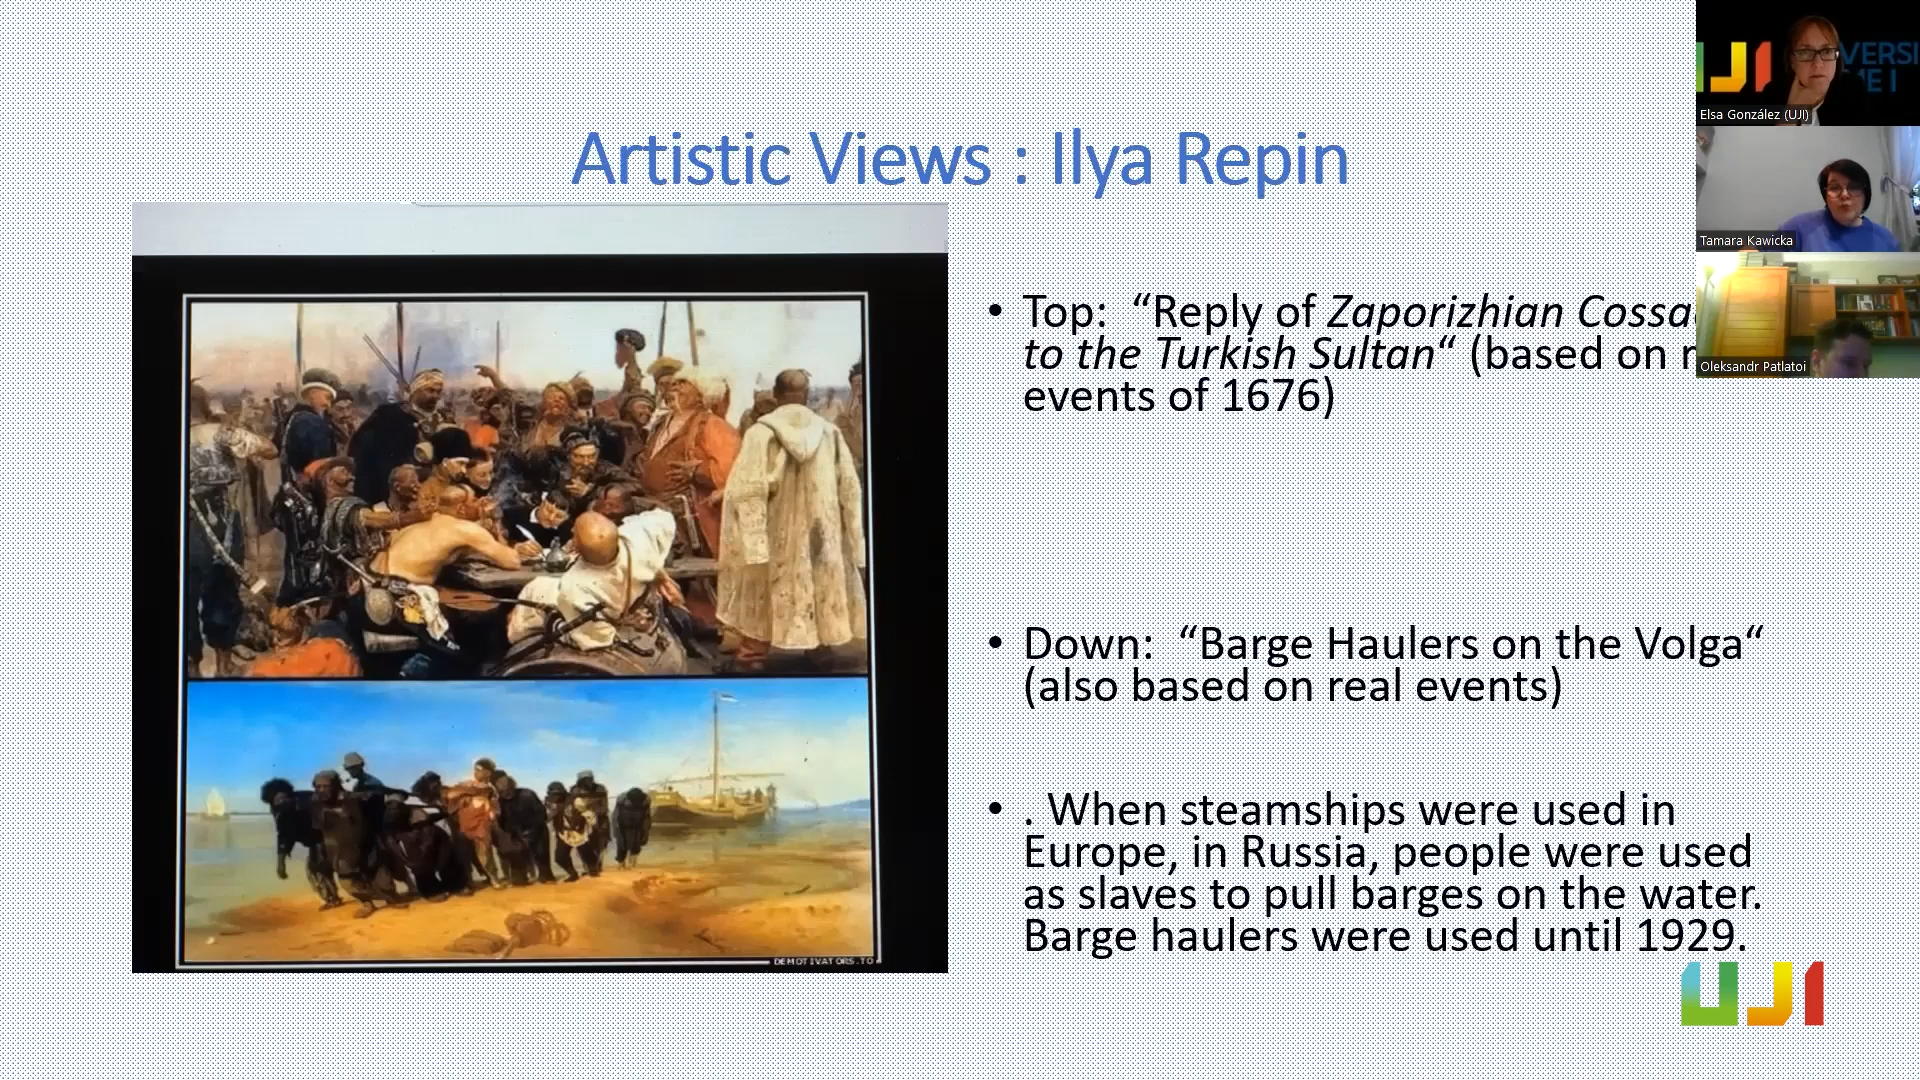 Artistic Views : Ilya Repin
• Top: “Reply of Zaporizhian
to the Turkish Sultan“ (based on
events of 1676)
• Down: “Barge Haulers on the Volga“
(also based on real events)
• . When steamships were used in
Europe, in Russia, people were used
as slaves to pull barges on the water.
Barge haulers were used until 1929.
DEMOTIVATORS.TO
UJI
UJI
VERSI
ME I
Elsa González (UJI)
Tamara Kawicka
Oleksandr Patlatoi